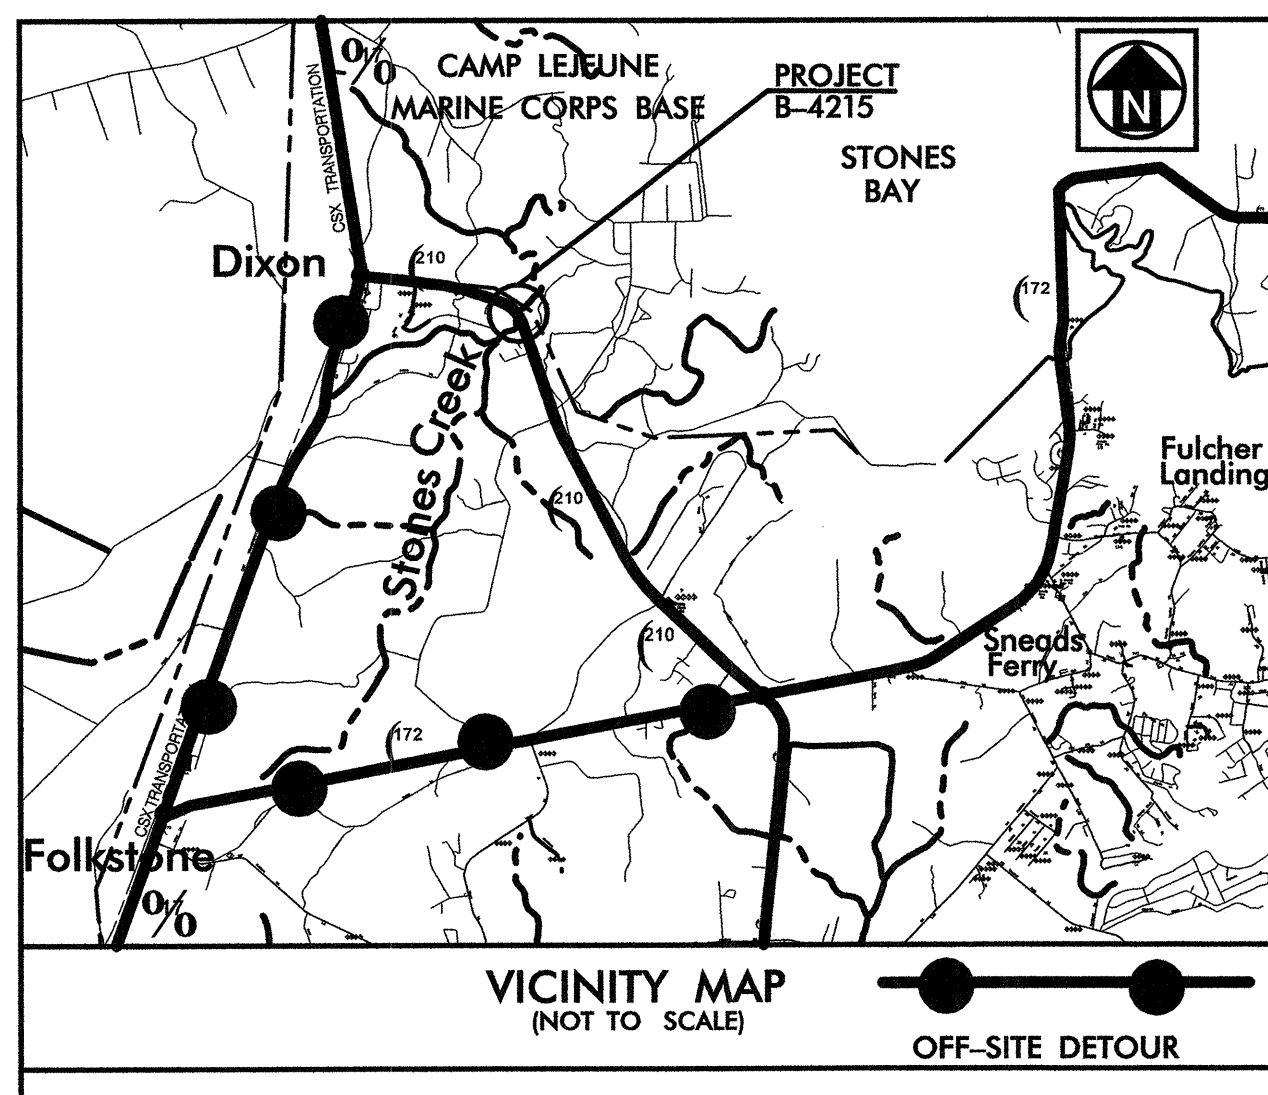 CAMP LEJEUNE
MARINE CORPS BASE
PROJECT
B–4215
N
STONES
BAY
CSX TRANSPORTATION
Dixon
210
172
Stones Creek
Fulcher
Landing
210
210
Sneads
Ferry
172
CSX TRANSPORTA
Folkstone
VICINITY MAP
(NOT TO SCALE)
OFF–SITE DETOUR